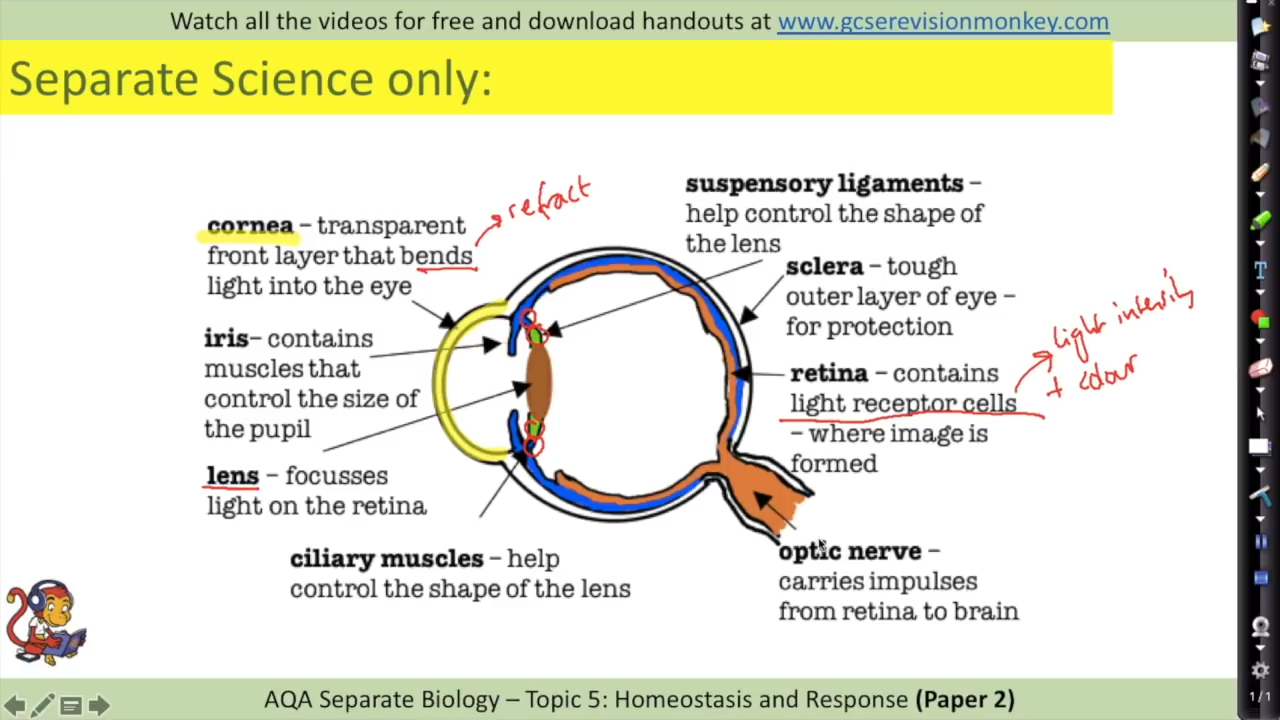 Watch all the videos for free and download handouts at www.gcserevisionmonkey.com
Separate Science only:
cornea – transparent
front layer that bends
light into the eye
refract
iris– contains
muscles that
control the size of
the pupil
lens – focusses
light on the retina
ciliary muscles – help
control the shape of the lens
suspensory ligaments –
help control the shape of
the lens
sclera – tough
outer layer of eye –
for protection
retina – contains
light receptor cells
– where image is
formed
light intensity
+ colour
optic nerve –
carries impulses
from retina to brain
AQA Separate Biology – Topic 5: Homeostasis and Response (Paper 2)
1/1